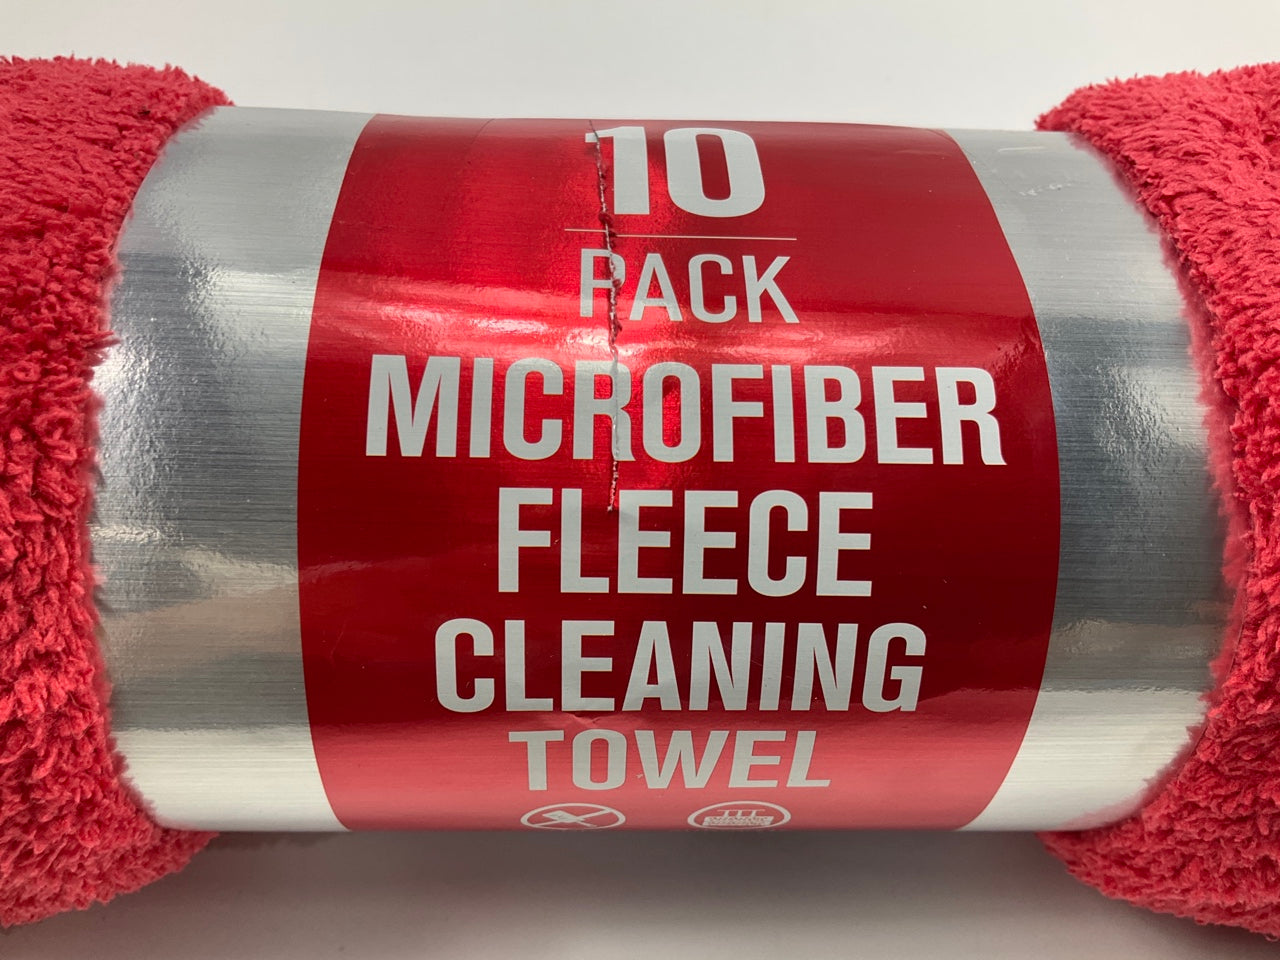 10
PACK
MICROFIBER
FLEECE
CLEANING
TOWEL